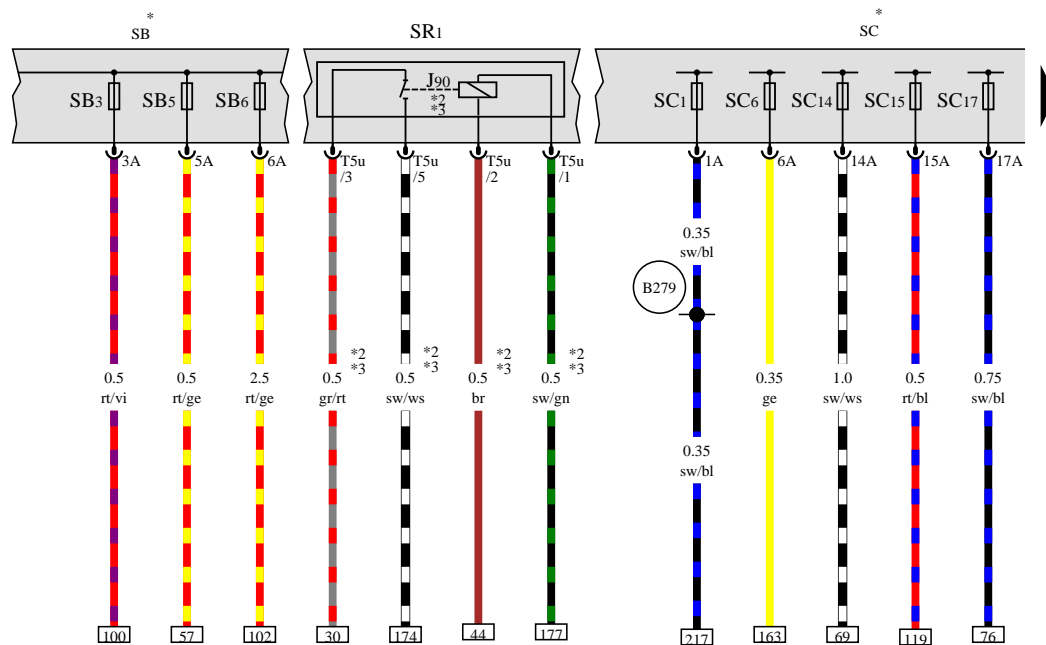 *
SB
SR1
*
SC
SB3
SB5
SB6
J90
*2
*3
SC1
SC6
SC14
SC15
SC17
3A
5A
6A
T5u
/3
T5u
/5
T5u
/2
T5u
/1
1A
6A
14A
15A
17A
0.35
sw/bl
B279
*2
*3
*2
*3
*2
*3
*2
*3
0.5
rt/vi
0.5
rt/ge
2.5
rt/ge
0.5
gr/rt
0.5
sw/ws
0.5
br
0.5
sw/gn
0.35
ge
1.0
sw/ws
0.5
rt/bl
0.75
sw/bl
0.35
sw/bl
100
57
102
30
174
44
177
217
163
69
119
76